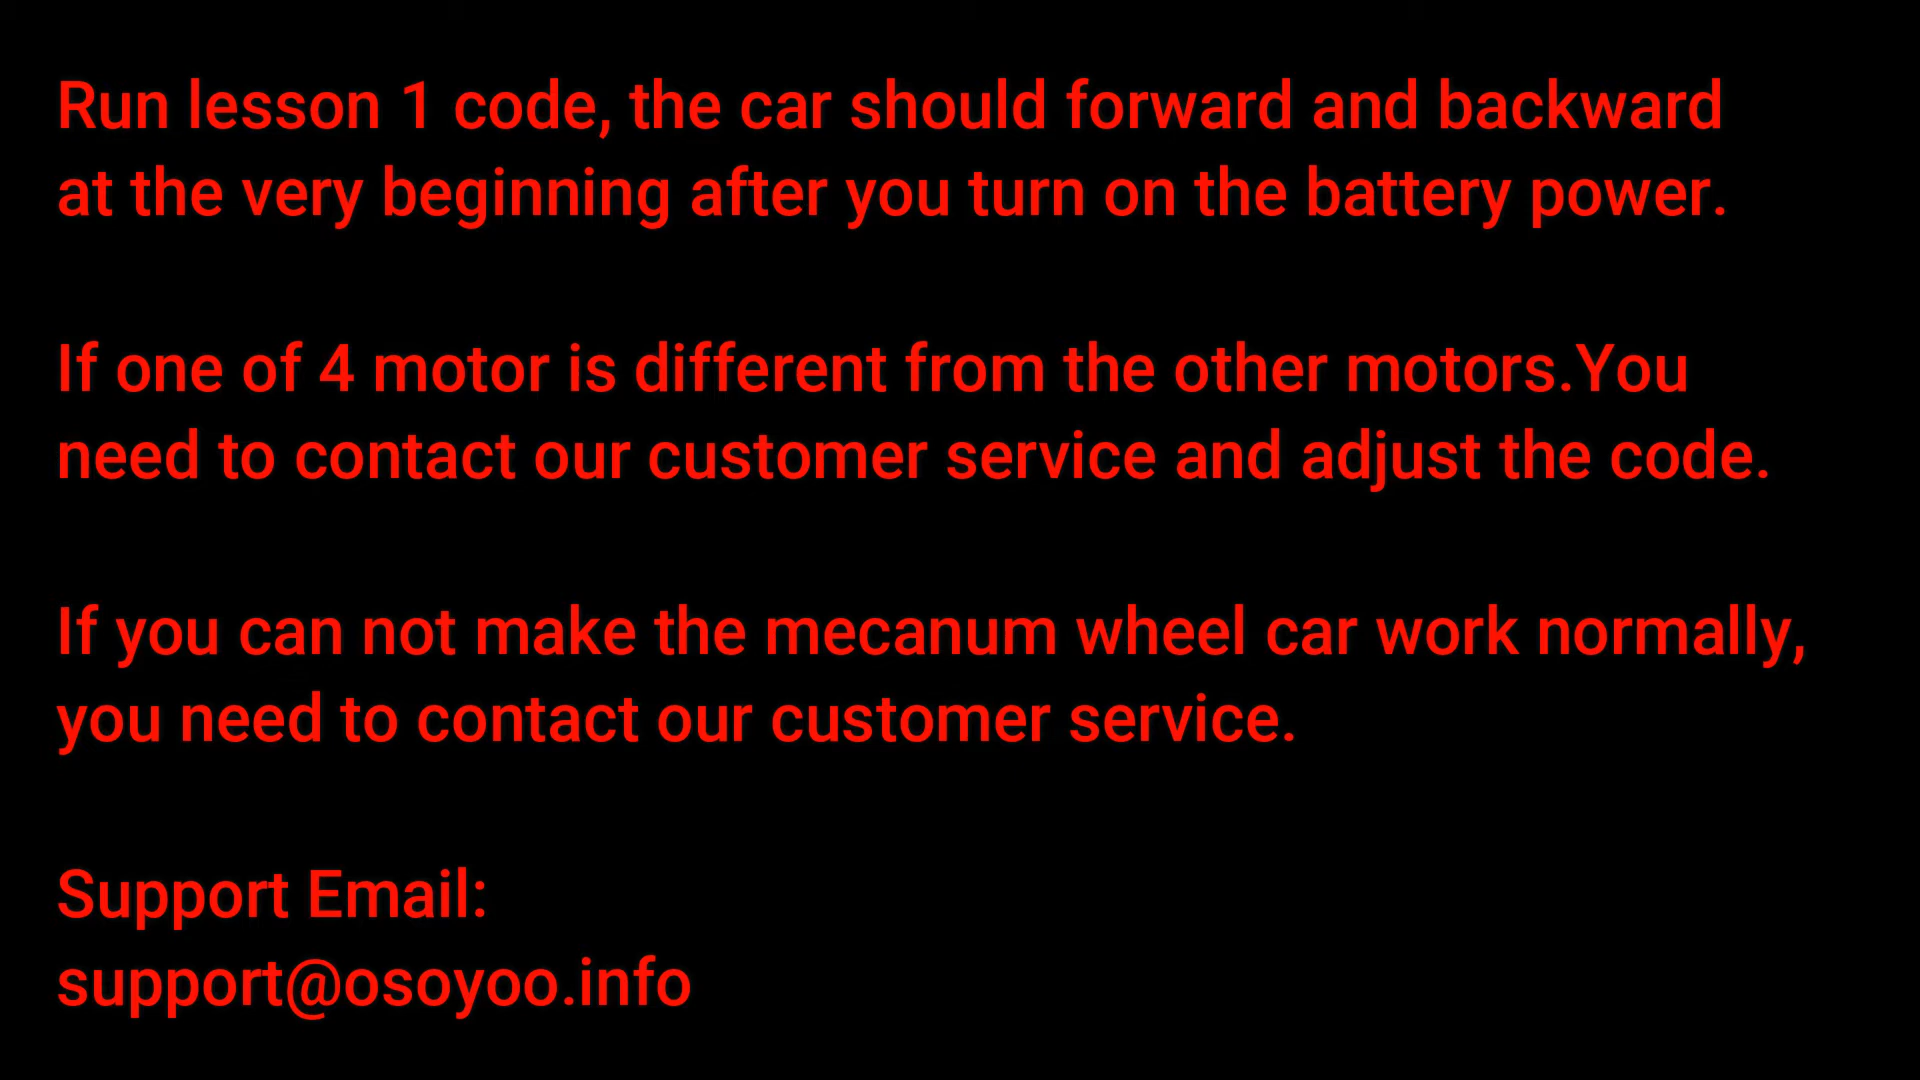 Run lesson 1 code, the car should forward and backward
at the very beginning after you turn on the battery power.
If one of 4 motor is different from the other motors.You
need to contact our customer service and adjust the code.
If you can not make the mecanum wheel car work normally,
you need to contact our customer service.
Support Email:
support@osoyoo.info